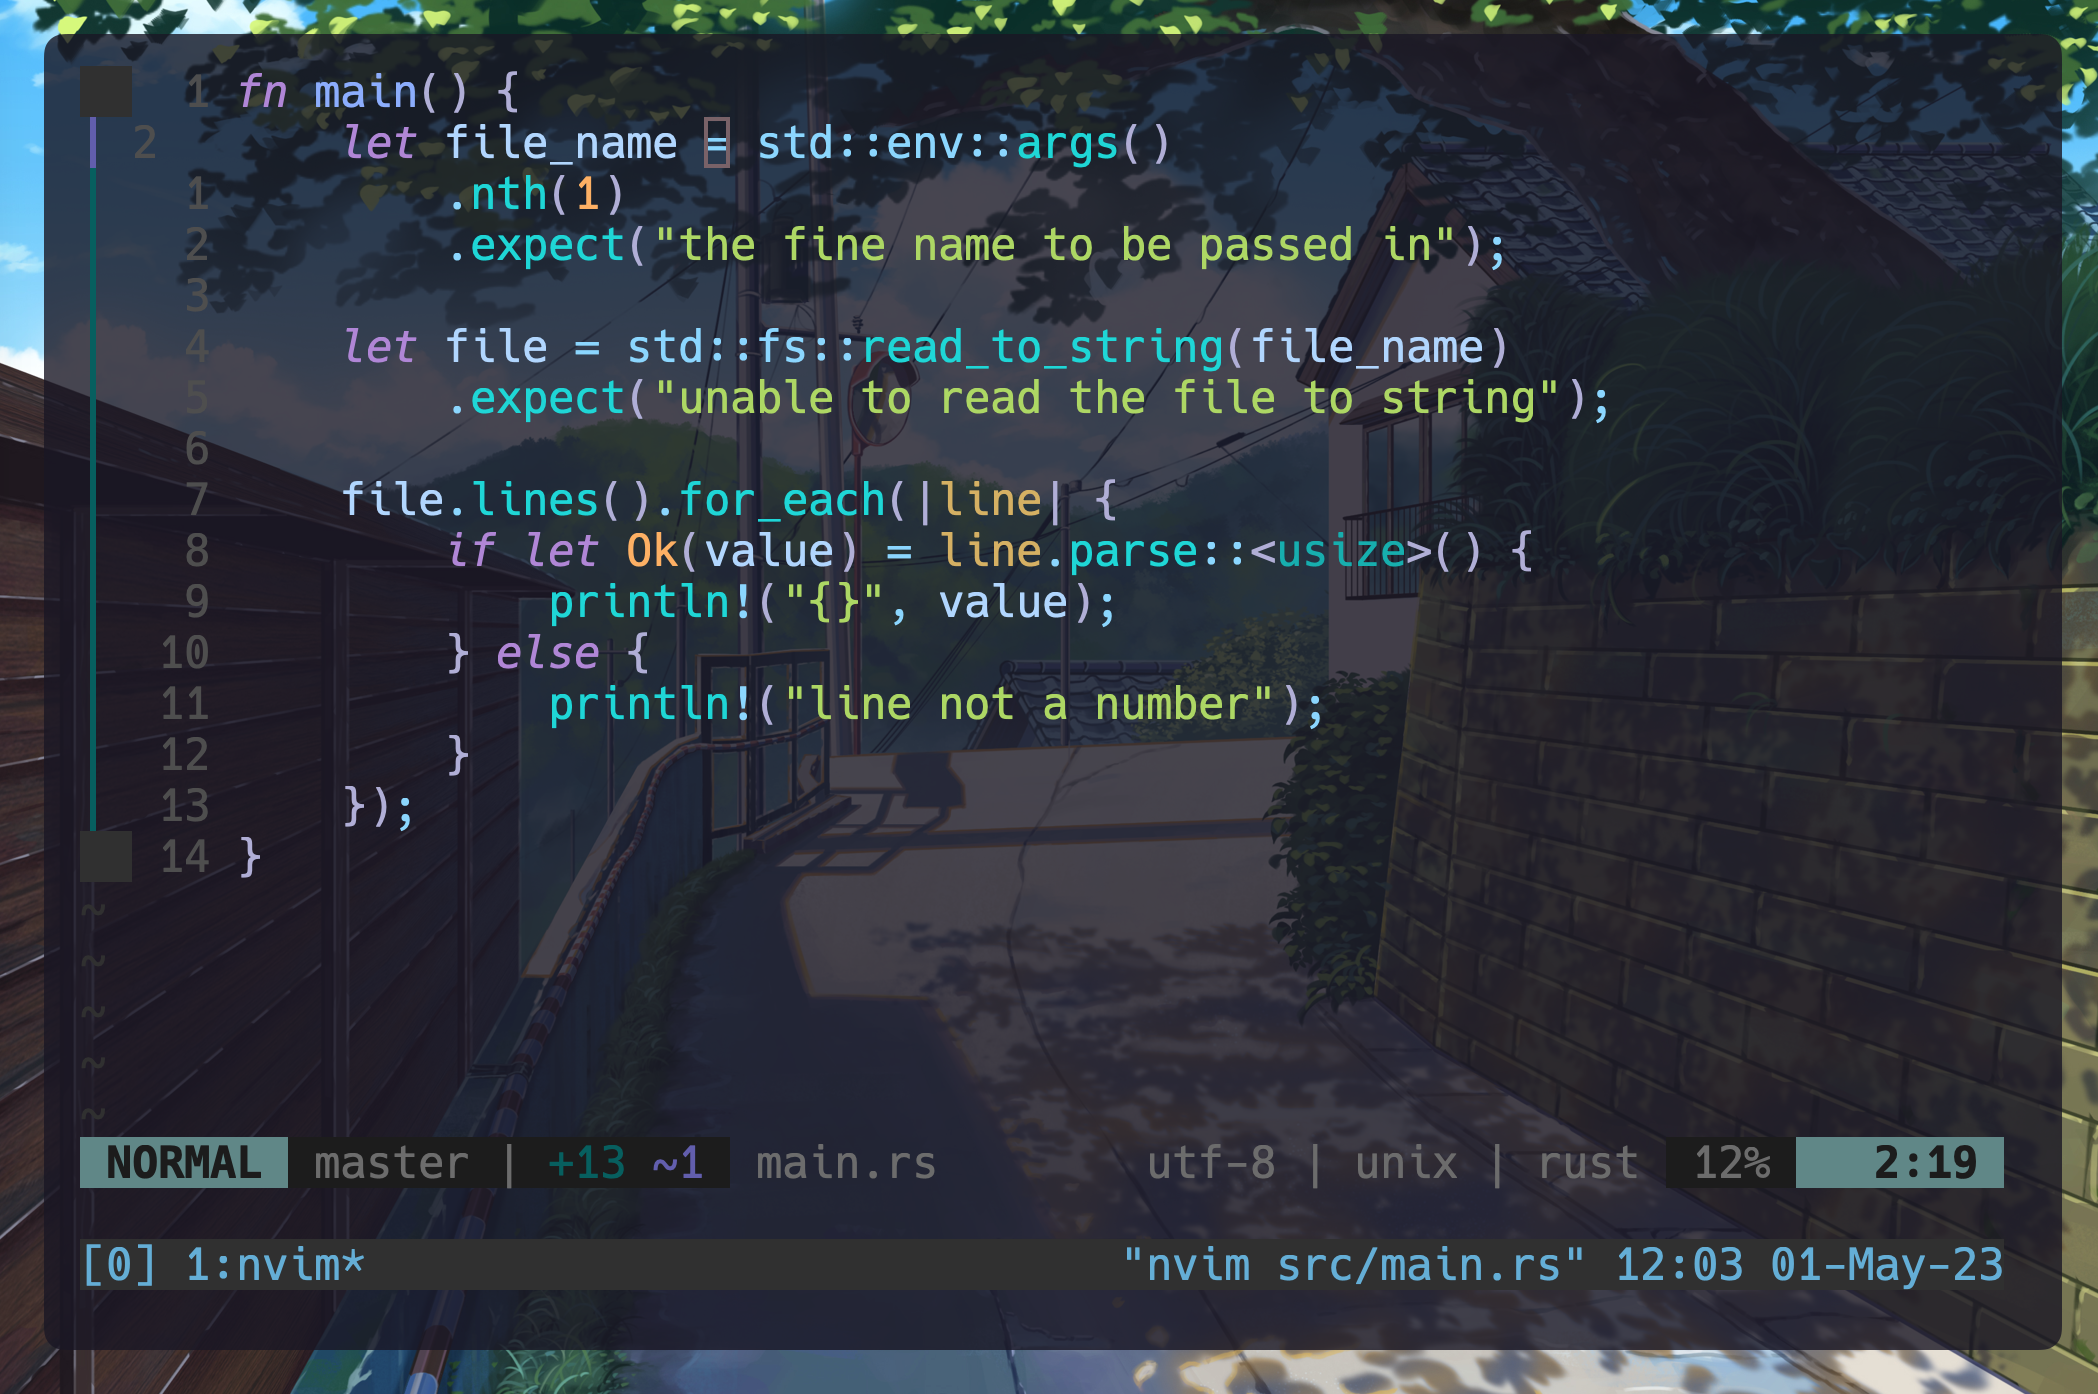 1 fn main() {
2 let file_name = std::env::args()
1 .nth(1)
2 .expect("the fine name to be passed in");
3
4 let file = std::fs::read_to_string(file_name)
5 .expect("unable to read the file to string");
6
7 file.lines().for_each(|line| {
8 if let Ok(value) = line.parse::<usize>() {
9 println!("{}", value);
10 } else {
11 println!("line not a number");
12 }
13 });
14 }
~
~
~
~
~
NORMAL master | +13 ~1 main.rs utf-8 | unix | rust 12% 2:19
[0] 1:nvim* "nvim src/main.rs" 12:03 01-May-23